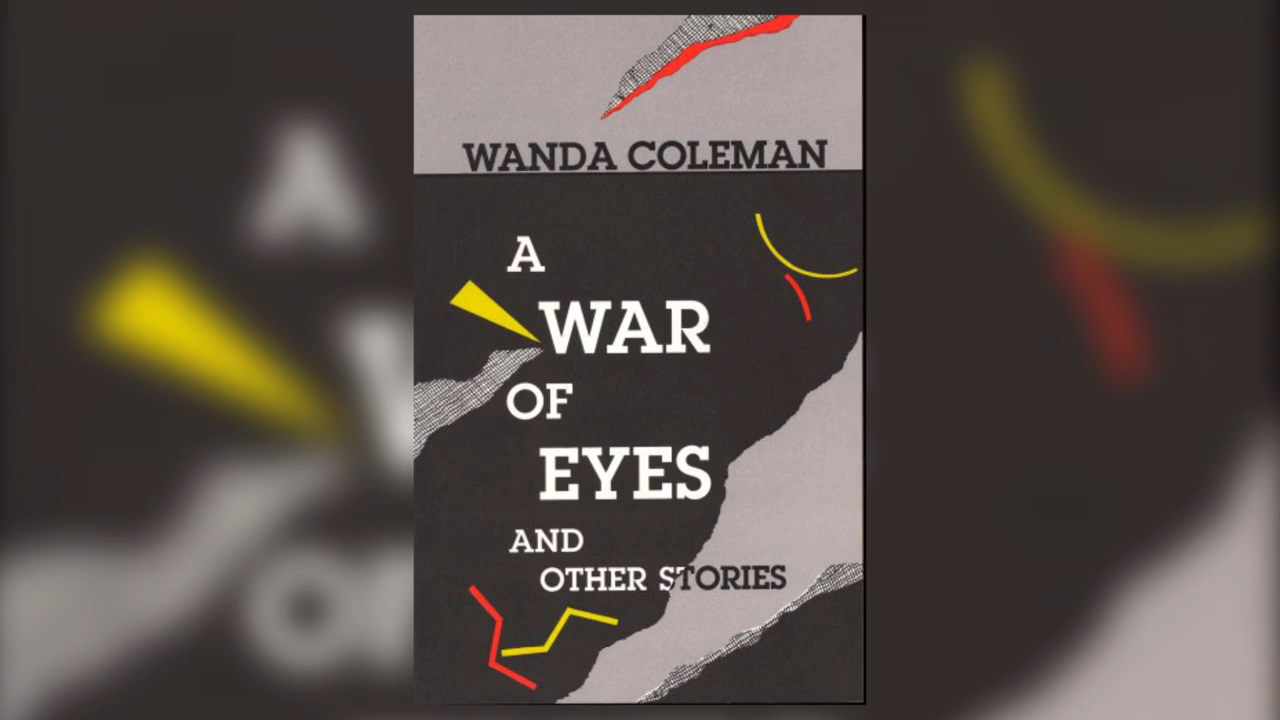 WANDA COLEMAN
A
WAR
OF
EYES
AND
OTHER STORIES